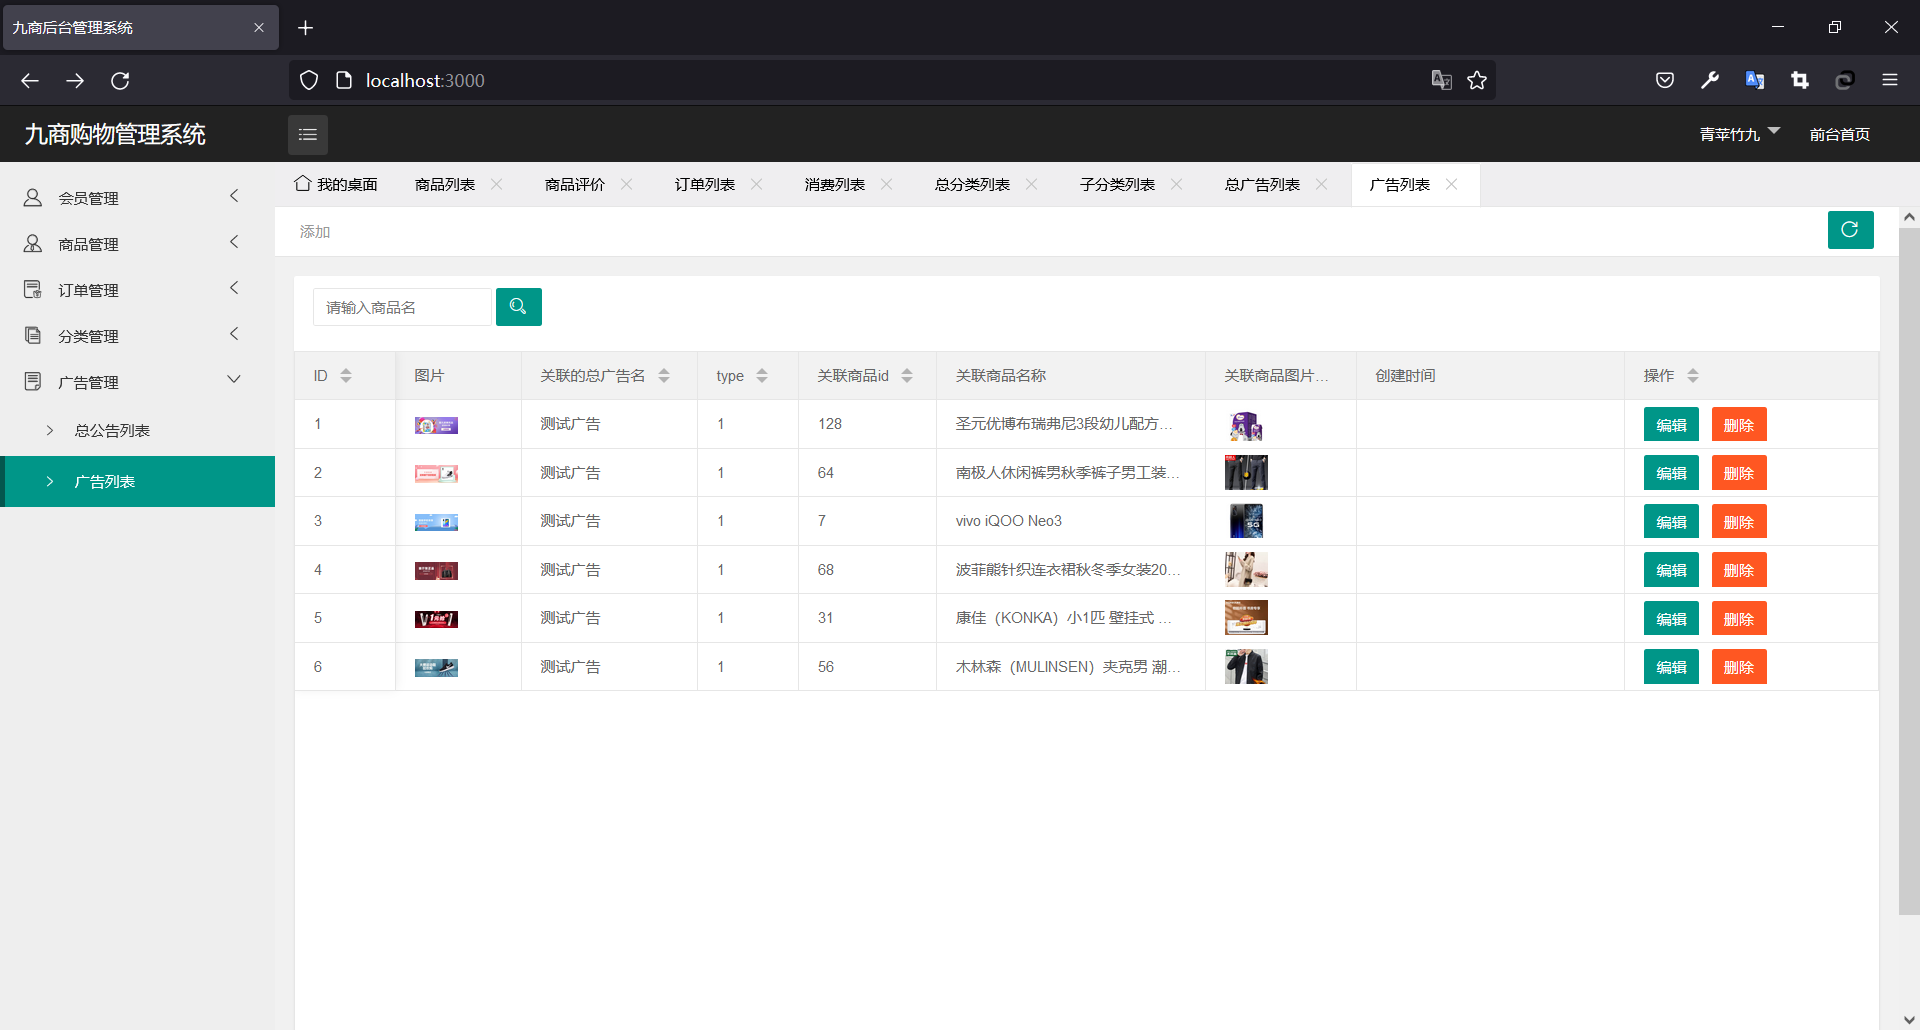 九商后台管理系统
localhost:3000
九商购物管理系统
青苹竹九
前台首页
会员管理
商品管理
订单管理
分类管理
广告管理
总公告列表
广告列表
我的桌面 商品列表 商品评价 订单列表 消费列表 总分类列表 子分类列表 总广告列表 广告列表
添加
请输入商品名
ID 图片 关联的总广告名 type 关联商品id 关联商品名称 关联商品图片... 创建时间 操作
1 测试广告 1 128 圣元优博布瑞弗尼3段幼儿配方... 编辑 删除
2 测试广告 1 64 南极人休闲裤男秋季裤子男工装... 编辑 删除
3 测试广告 1 7 vivo iQOO Neo3 编辑 删除
4 测试广告 1 68 波菲熊针织连衣裙秋冬季女装20... 编辑 删除
5 测试广告 1 31 康佳（KONKA）小1匹 壁挂式 ... 编辑 删除
6 测试广告 1 56 木林森（MULINSEN）夹克男 潮... 编辑 删除